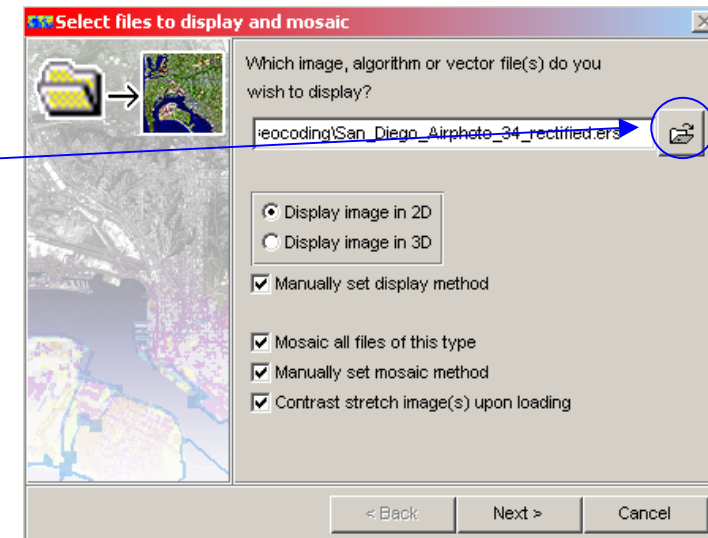 Select files to display and mosaic
Which image, algorithm or vector file(s) do you
wish to display?
eocoding\San_Diego_Airphoto_34_rectified.ers
Display image in 2D
Display image in 3D
Manually set display method
Mosaic all files of this type
Manually set mosaic method
Contrast stretch image(s) upon loading
< Back
Next >
Cancel